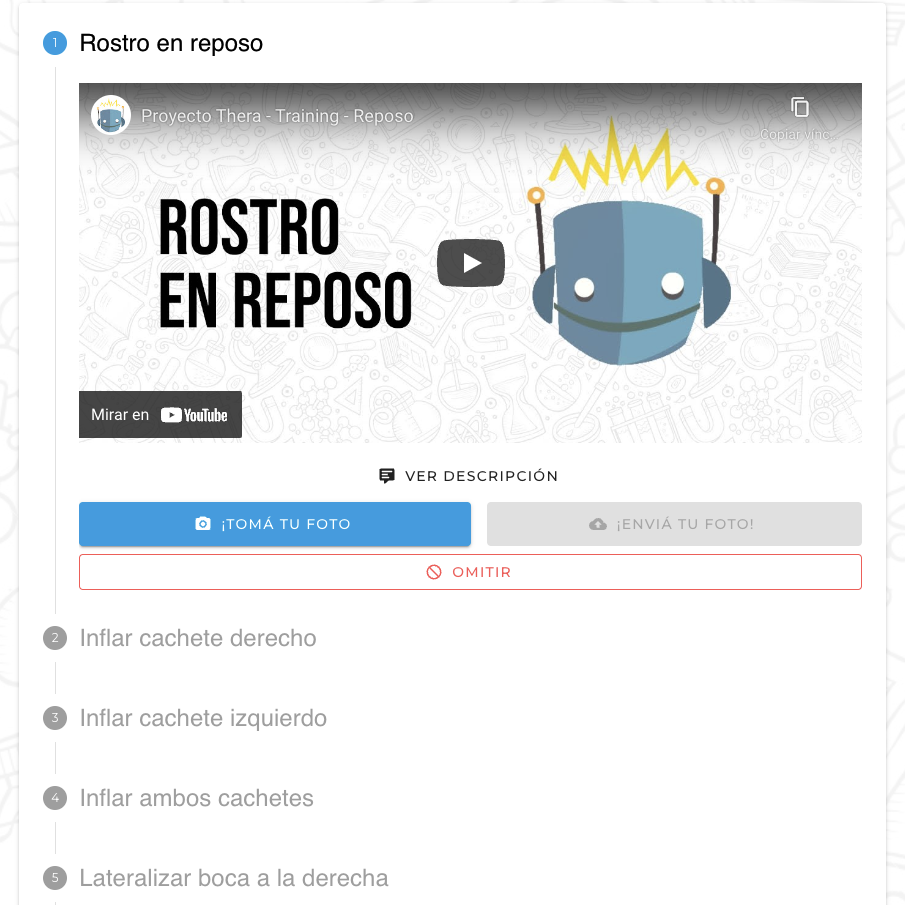 1 Rostro en reposo
Proyecto Thera - Training - Reposo
Copiar vínc.
ROSTRO
EN REPOSO
Mirar en YouTube
VER DESCRIPCIÓN
¡TOMÁ TU FOTO
¡ENVIÁ TU FOTO!
OMITIR
2 Inflar cachete derecho
3 Inflar cachete izquierdo
4 Inflar ambos cachetes
5 Lateralizar boca a la derecha